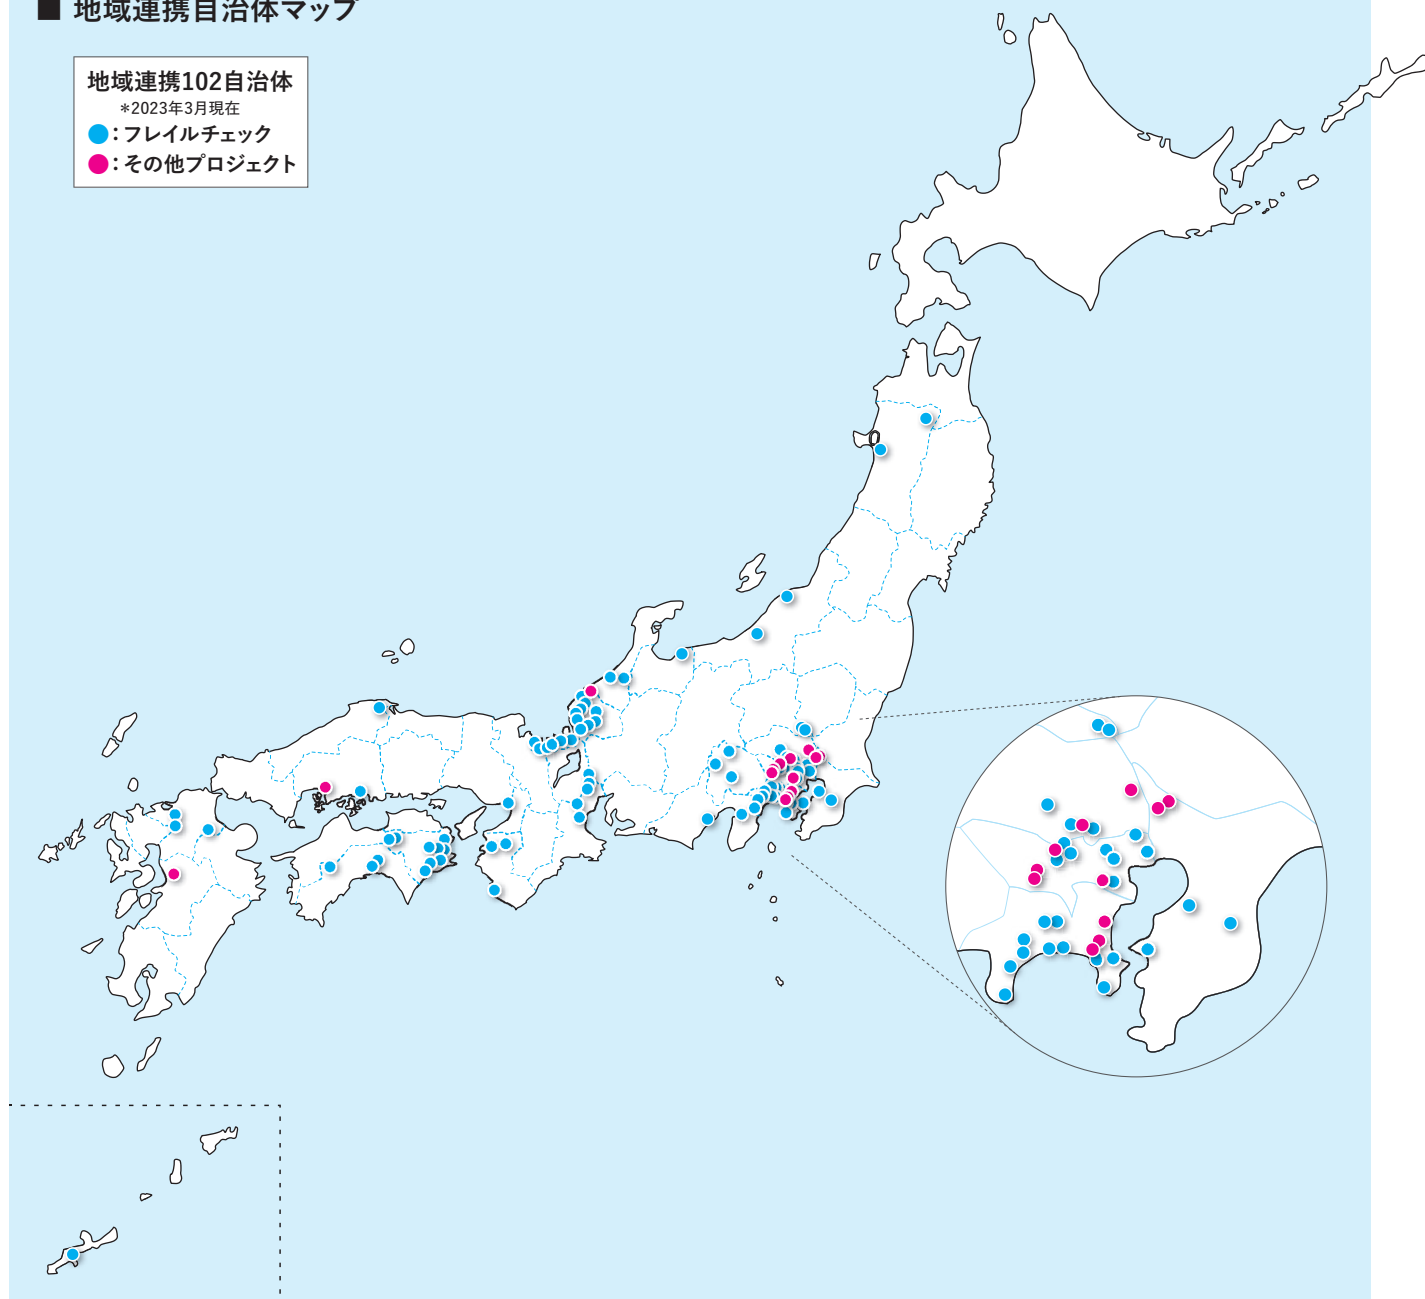 ■ 地域連携自治体マップ
地域連携102自治体
*2023年3月現在
●：フレイルチェック
●：その他プロジェクト